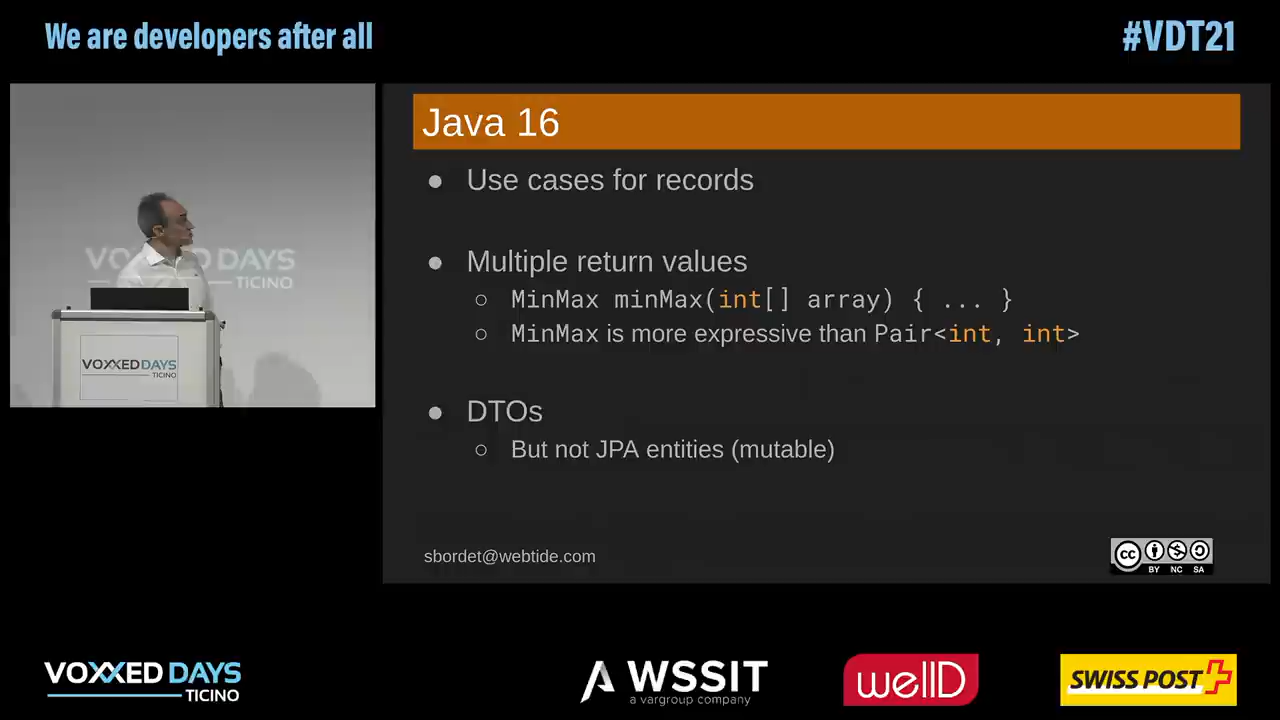 We are developers after all
#VDT21
VOXXED DAYS
TICINO
VOXXED DAYS
TICINO
Java 16
● Use cases for records
● Multiple return values
○ MinMax minMax(int[] array) { ... }
○ MinMax is more expressive than Pair<int, int>
● DTOs
○ But not JPA entities (mutable)
sbordet@webtide.com
cc
BY NC SA
VOXXED DAYS
TICINO
WSSIT
a vargroup company
wellD
SWISS POST